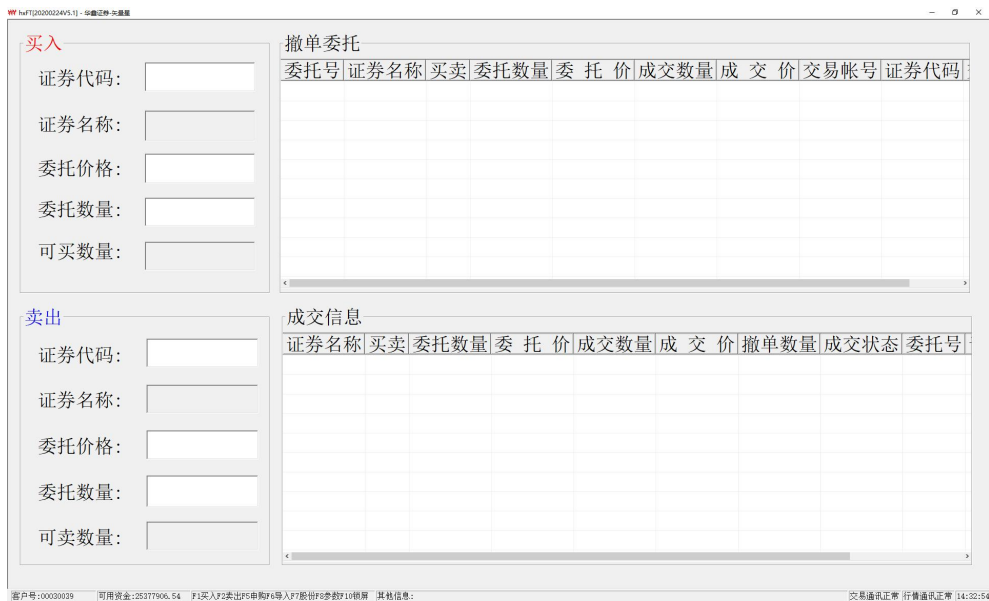 hxFT[20200224V5.1] - 华鑫证券-矢量星
买入
证券代码:
证券名称:
委托价格:
委托数量:
可买数量:
撤单委托
委托号 证券名称 买卖 委托数量 委 托 价 成交数量 成 交 价 交易帐号 证券代码
卖出
证券代码:
证券名称:
委托价格:
委托数量:
可卖数量:
成交信息
证券名称 买卖 委托数量 委 托 价 成交数量 成 交 价 撤单数量 成交状态 委托号
客户号:00030039 可用资金:25377906.54 F1买入F2卖出F5申购F6导入F7股份F8参数F10锁屏 其他信息: 交易通讯正常 行情通讯正常 14:32:54